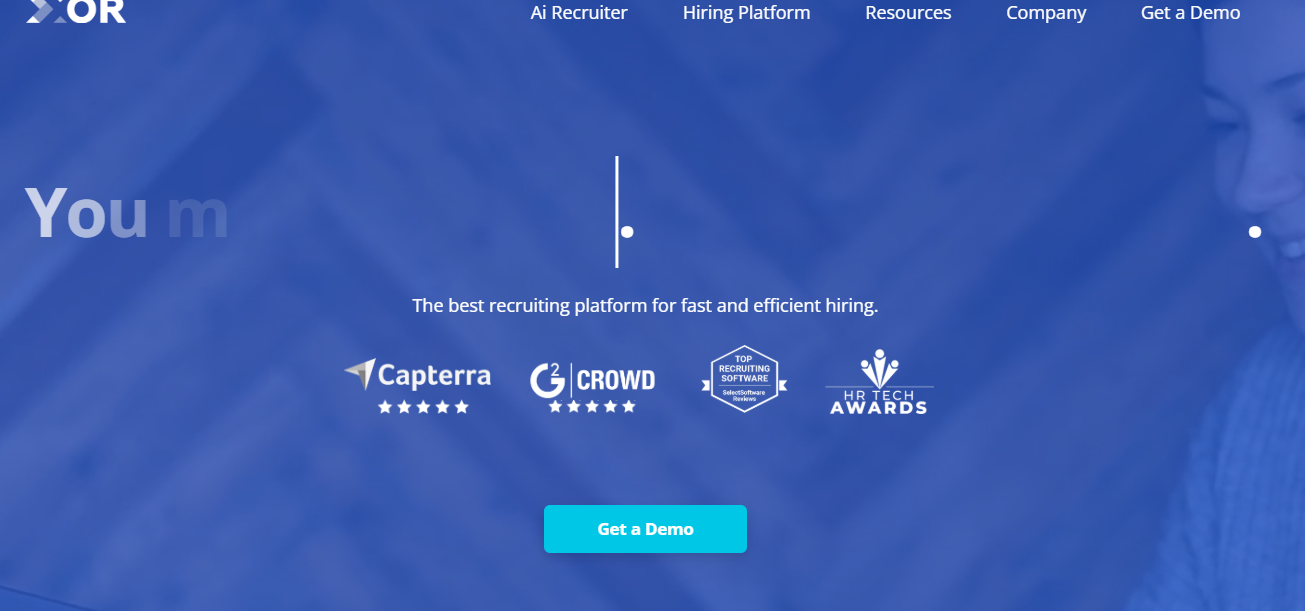 XOR
Ai Recruiter Hiring Platform Resources Company Get a Demo
You m
.
.
The best recruiting platform for fast and efficient hiring.
Capterra
G2 CROWD
TOP
RECRUITING
SOFTWARE
SelectSoftware
Reviews
HR TECH
AWARDS
Get a Demo